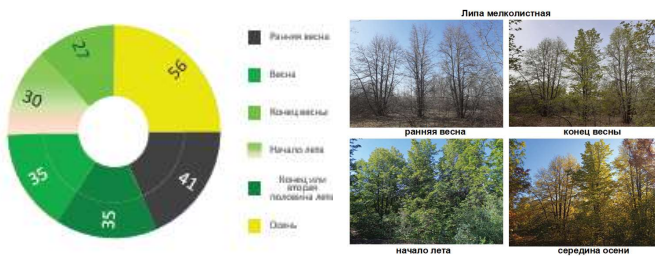 27
56
30
35
35
41
Ранняя весна
Весна
Конец весны
Начало лета
Конец или
вторая
половина лета
Осень
Липа мелколистная
ранняя весна
конец весны
начало лета
середина осени